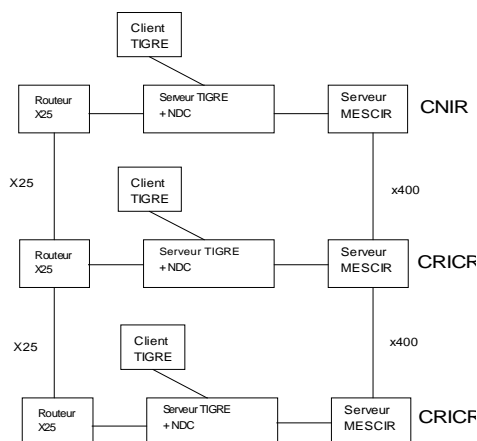 Client
TIGRE
Routeur
X25
Serveur TIGRE
+ NDC
Serveur
MESCIR
CNIR
X25
x400
Client
TIGRE
Routeur
X25
Serveur TIGRE
+ NDC
Serveur
MESCIR
CRICR
X25
x400
Client
TIGRE
Routeur
X25
Serveur TIGRE
+ NDC
Serveur
MESCIR
CRICR